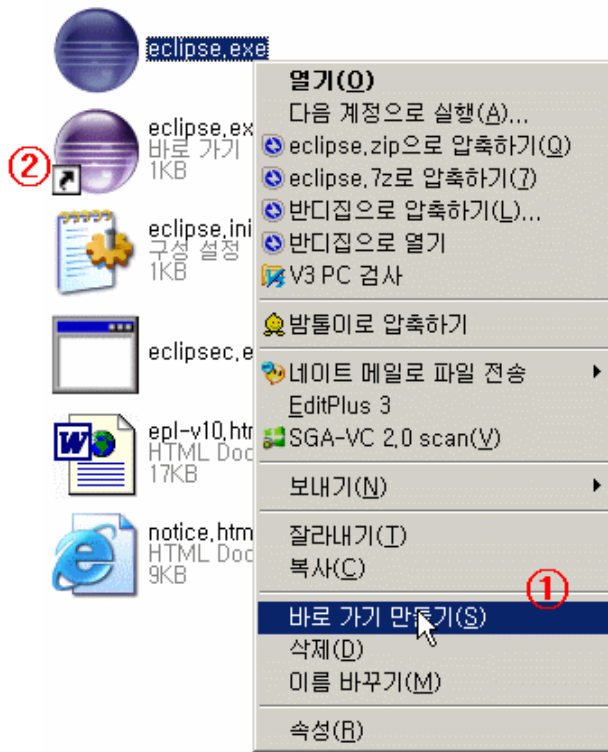 eclipse.exe
eclipse.ex
바로 가기
1KB
②
eclipse.ini
구성 설정
1KB
eclipsec.e
epl-v10.htr
HTML Doc
17KB
notice.htm
HTML Doc
9KB
열기(O)
다음 계정으로 실행(A)...
eclipse.zip으로 압축하기(Q)
eclipse.7z로 압축하기(7)
반디집으로 압축하기(L)...
반디집으로 열기
V3 PC 검사
밤톨이로 압축하기
네이트 메일로 파일 전송
EditPlus 3
SGA-VC 2.0 scan(V)
보내기(N)
잘라내기(T)
복사(C)
①
바로 가기 만들기(S)
삭제(D)
이름 바꾸기(M)
속성(R)